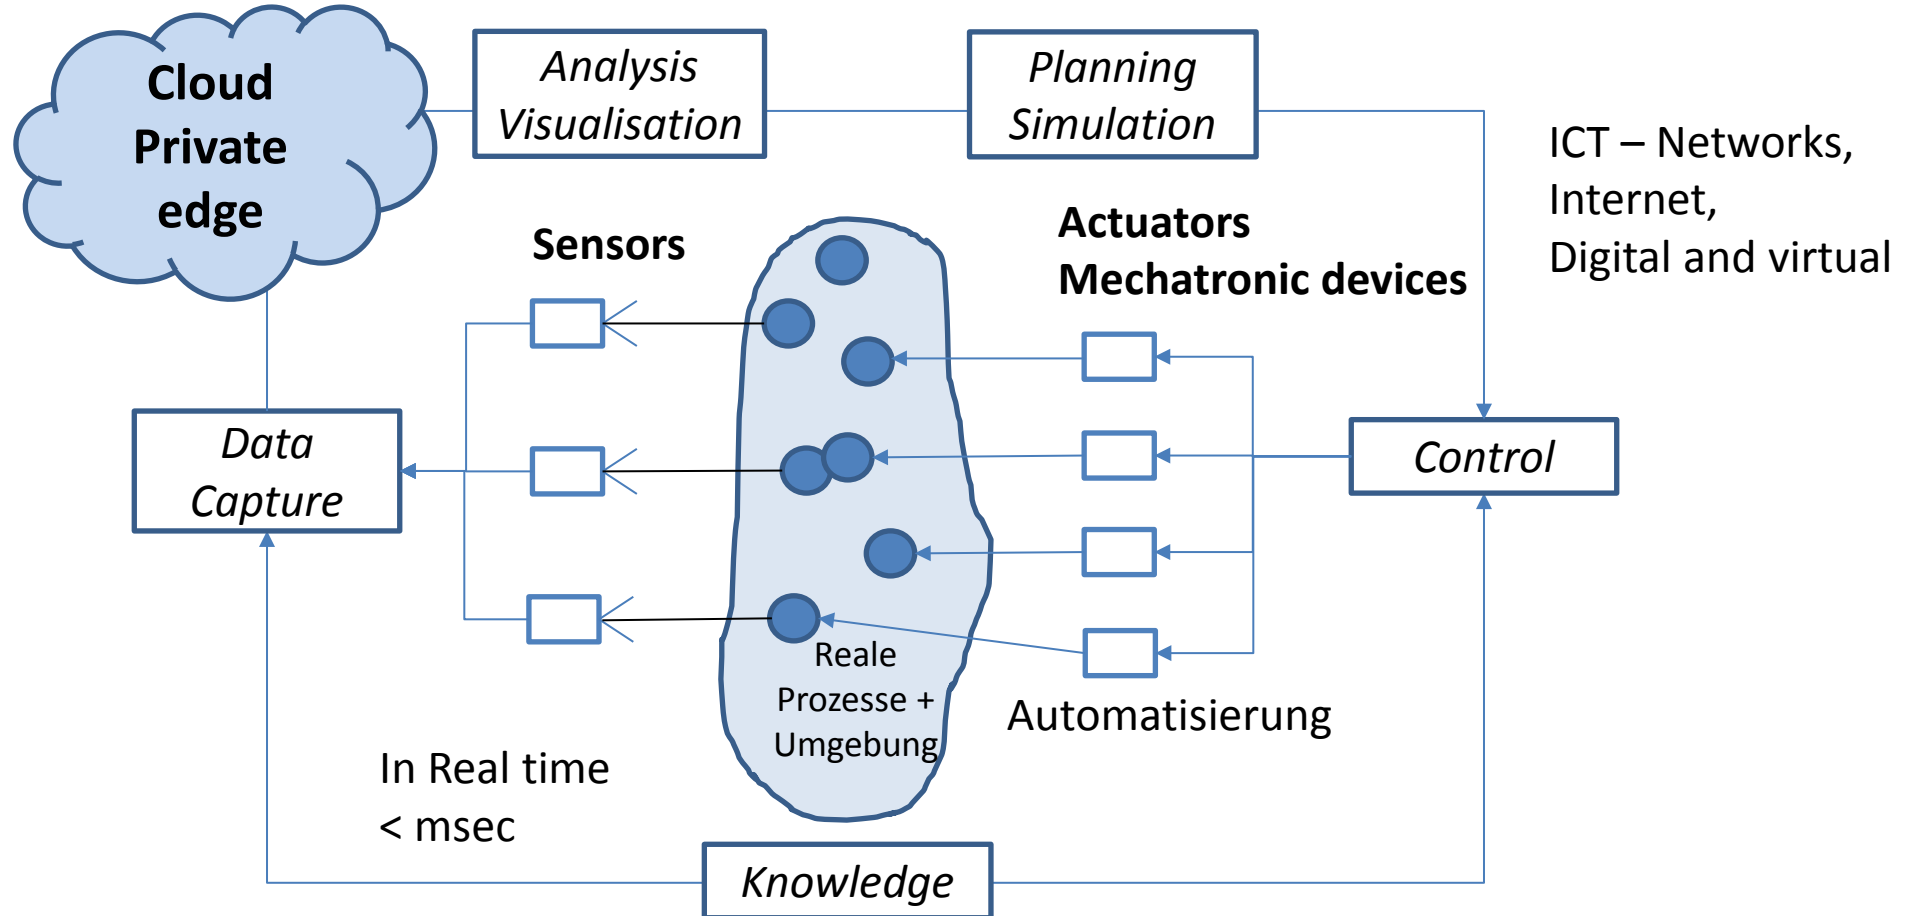 Cloud
Private
edge
Analysis
Visualisation
Planning
Simulation
ICT – Networks,
Internet,
Digital and virtual
Sensors
Actuators
Mechatronic devices
Data
Capture
Control
Reale
Prozesse +
Umgebung
Automatisierung
In Real time
< msec
Knowledge